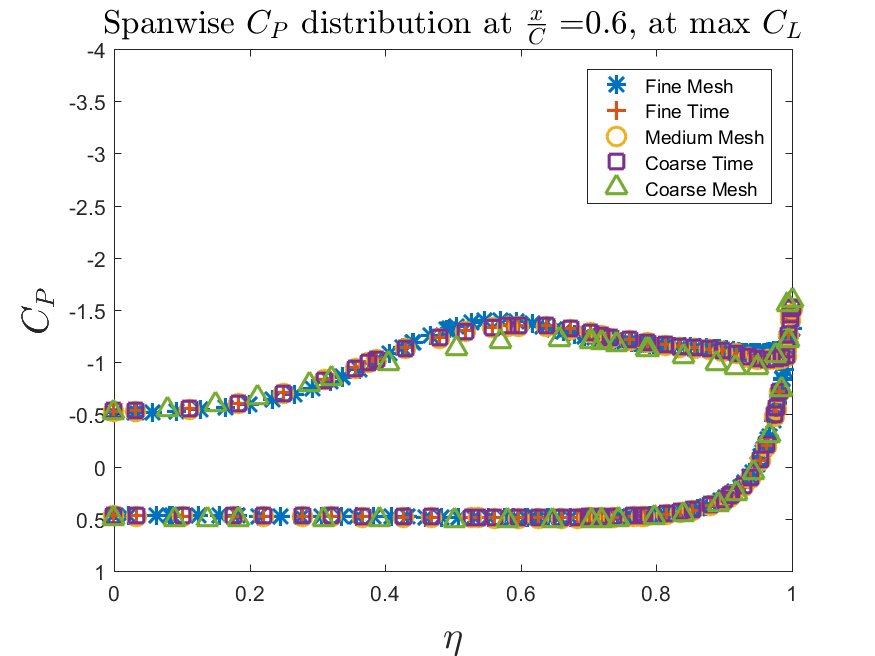 Spanwise C_P distribution at x/C =0.6, at max C_L
-4
-3.5
-3
-2.5
-2
-1.5
-1
-0.5
0
0.5
1
C_P
Fine Mesh
Fine Time
Medium Mesh
Coarse Time
Coarse Mesh
0 0.2 0.4 0.6 0.8 1
η